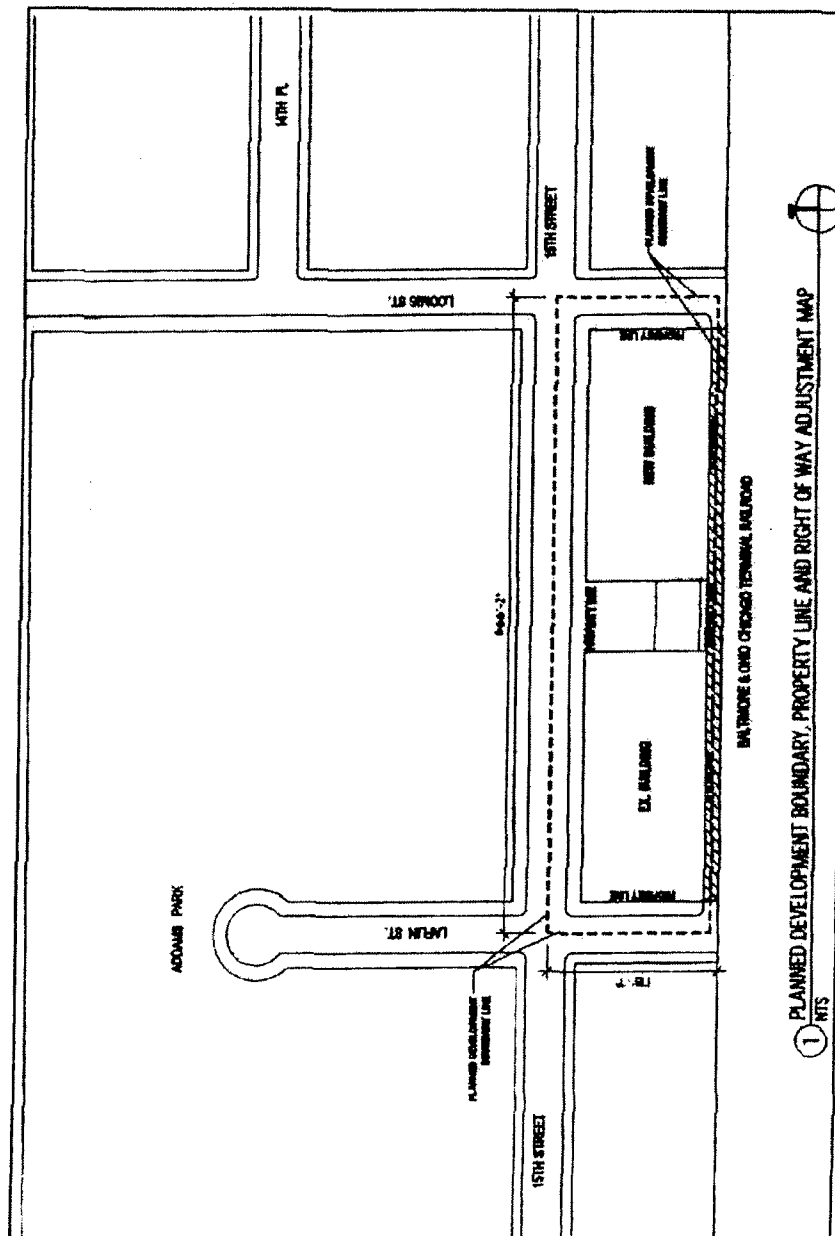 14TH PL.
15TH STREET
PLANNED DEVELOPMENT
BOUNDARY LINE
LOOMIS ST.
PROPERTY LINE
NEW BUILDING
PROPERTY LINE
EX. BUILDING
PROPERTY LINE
BALTIMORE & OHIO CHICAGO TERMINAL RAILROAD
ADDAMS PARK
LAFLIN ST.
PLANNED DEVELOPMENT
BOUNDARY LINE
15TH STREET
1
PLANNED DEVELOPMENT BOUNDARY, PROPERTY LINE AND RIGHT OF WAY ADJUSTMENT MAP
NTS